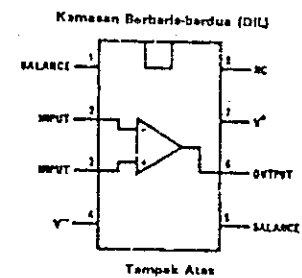 Kemasan Berbaris-berdua (DIL)
BALANCE 1
8 NC
INPUT 2
7 V+
INPUT 3
6 OUTPUT
V- 4
5 BALANCE
- 
+
Tampak Atas